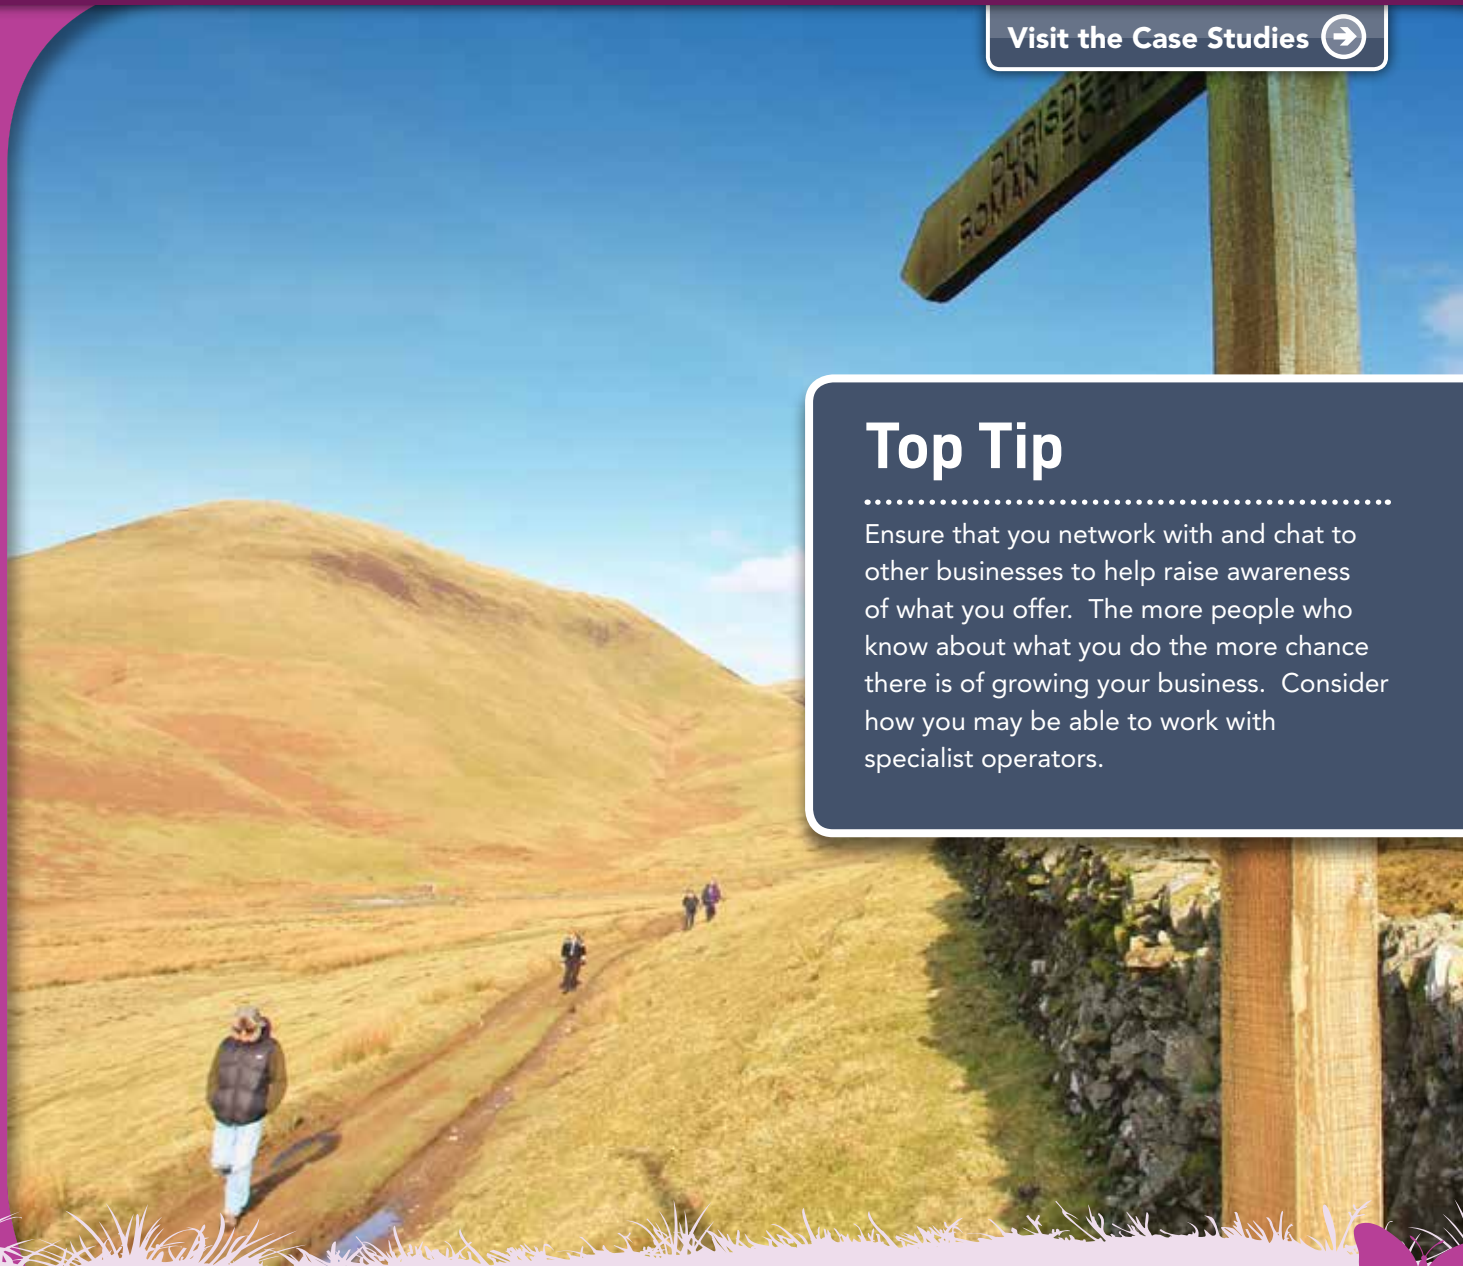 Visit the Case Studies
ROMAN
Top Tip
Ensure that you network with and chat to
other businesses to help raise awareness
of what you offer.  The more people who
know about what you do the more chance
there is of growing your business.  Consider
how you may be able to work with
specialist operators.